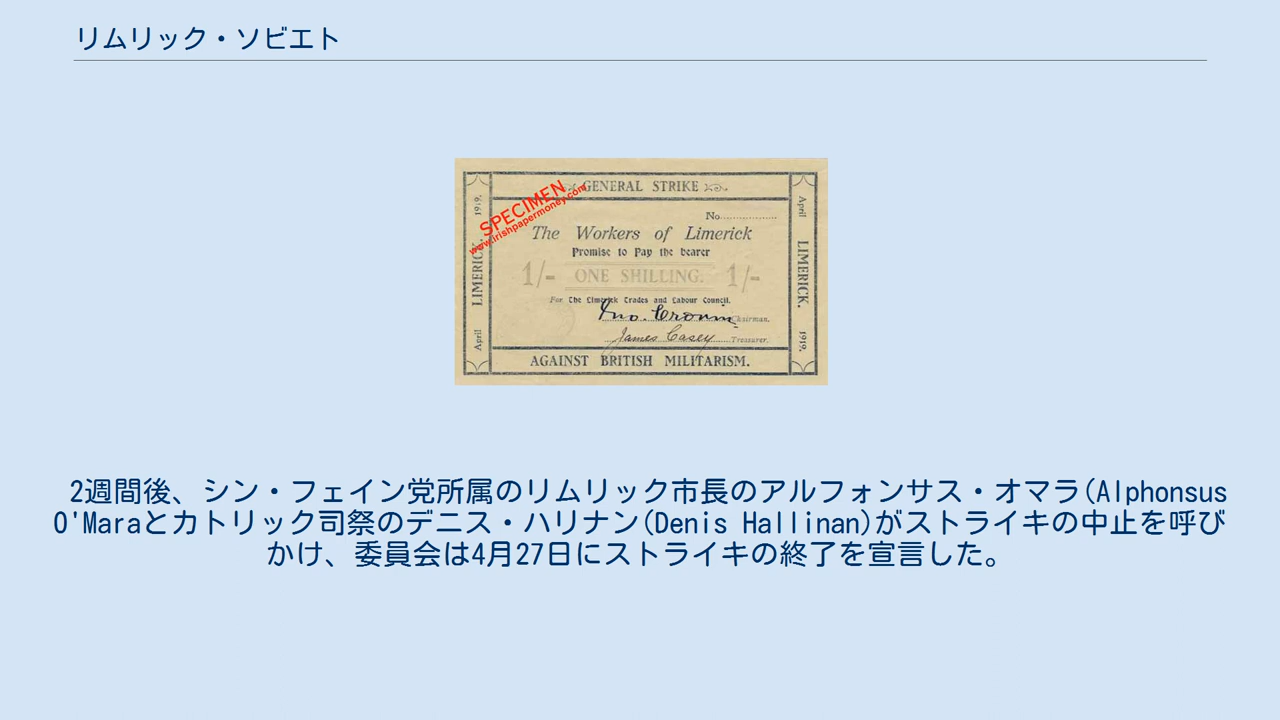 リムリック・ソビエト
GENERAL STRIKE
SPECIMEN
www.irishpapermoney.com
No..................
The Workers of Limerick
Promise to Pay the bearer
1/- ONE SHILLING. 1/-
For The Limerick Trades and Labour Council.
Jno. Cronin Chairman.
James Casey Treasurer.
AGAINST BRITISH MILITARISM.
April LIMERICK. 1919.
April LIMERICK. 1919.
2週間後、シン・フェイン党所属のリムリック市長のアルフォンサス・オマラ(Alphonsus
O'Maraとカトリック司祭のデニス・ハリナン(Denis Hallinan)がストライキの中止を呼び
かけ、委員会は4月27日にストライキの終了を宣言した。